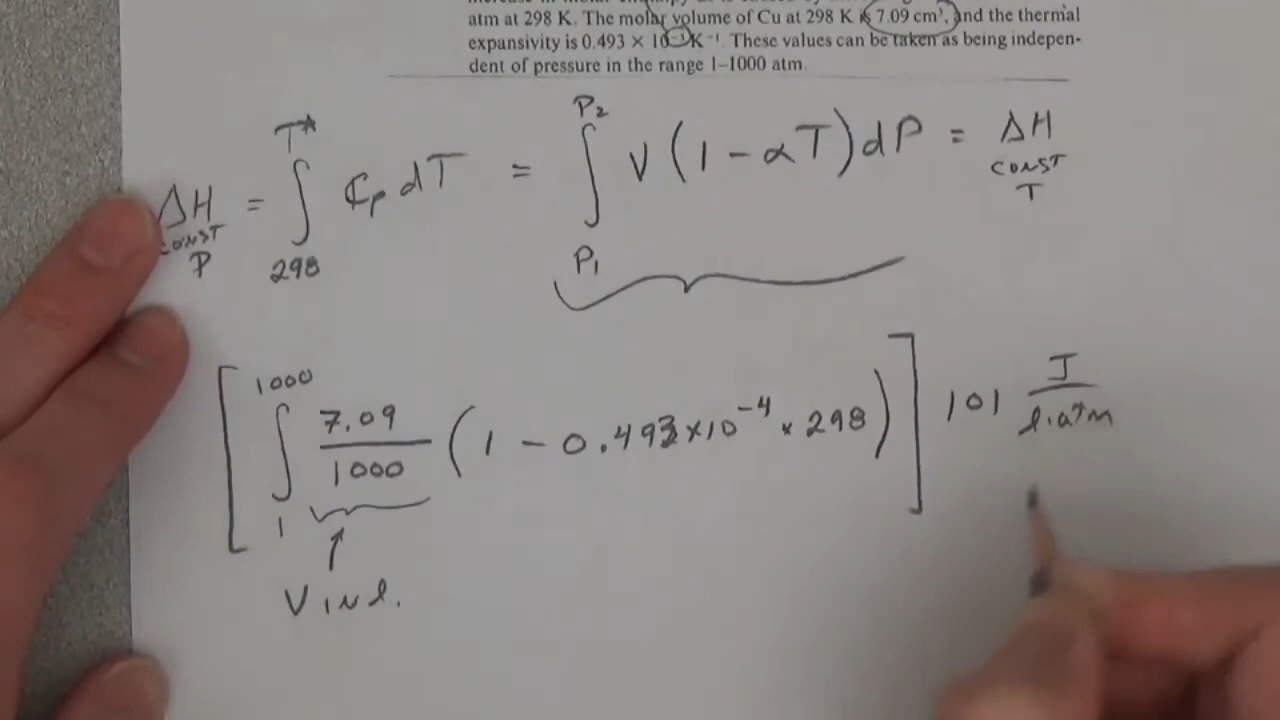 atm at 298 K. The molar volume of Cu at 298 K is 7.09 cm³, and the thermal
expansivity is 0.493 × 10⁻³ K⁻¹. These values can be taken as being indepen-
dent of pressure in the range 1–1000 atm.
ΔH CONST P = ∫₂₉₈^T* Cₚ dT = ∫_P₁^P₂ V (1 - αT) dP = ΔH CONST T
[ ∫₁^1000 7.09/1000 (1 - 0.493 × 10⁻⁴ × 298) ] 101 J/l·atm
V IN l.